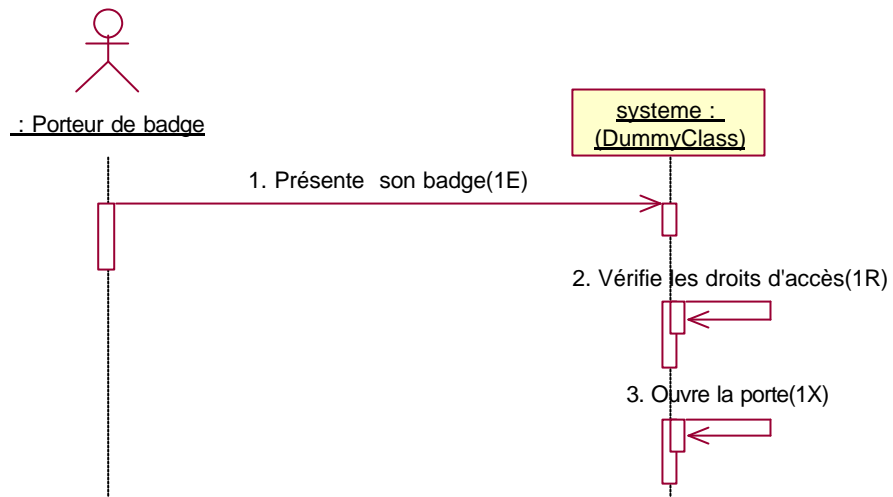 systeme :
(DummyClass)
: Porteur de badge
1. Présente son badge(1E)
2. Vérifie les droits d'accès(1R)
3. Ouvre la porte(1X)